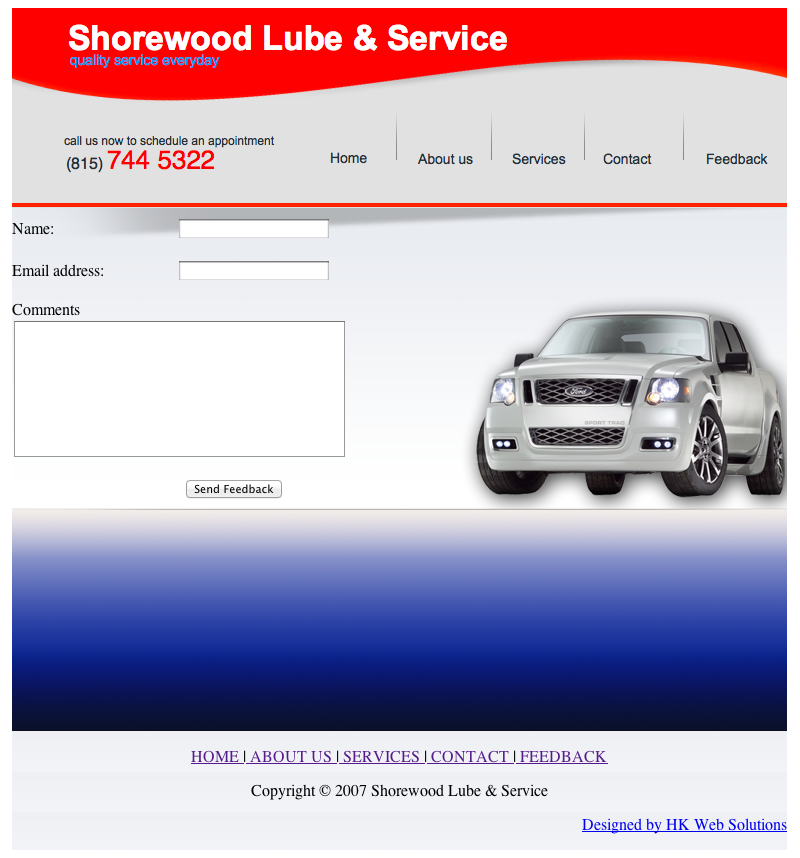 Shorewood Lube & Service
quality service everyday
call us now to schedule an appointment
(815) 744 5322
Home About us Services Contact Feedback
Name:
Email address:
Comments
Ford
SPORT TRAC
Send Feedback
HOME | ABOUT US | SERVICES | CONTACT | FEEDBACK
Copyright © 2007 Shorewood Lube & Service
Designed by HK Web Solutions